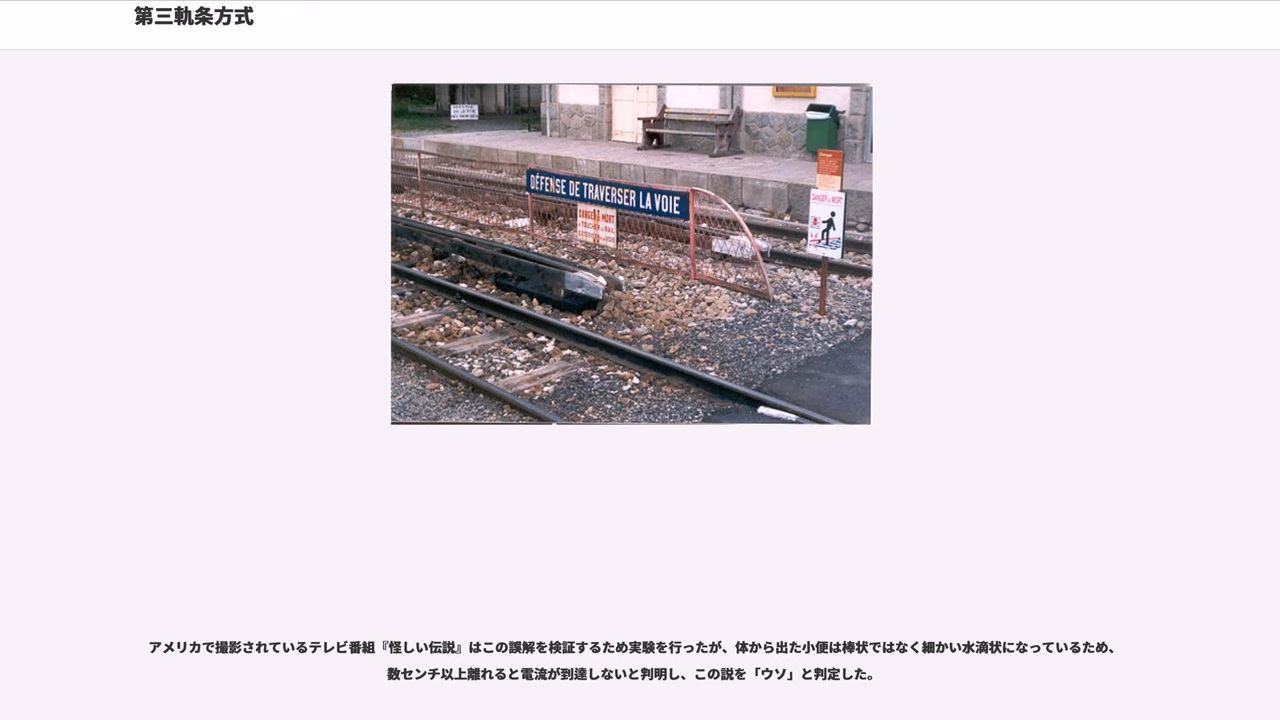 第三軌条方式
DÉFENSE DE TRAVERSER LA VOIE
DANGER DE MORT
DANGER DE MORT
アメリカで撮影されているテレビ番組『怪しい伝説』はこの誤解を検証するため実験を行ったが、体から出た小便は棒状ではなく細かい水滴状になっているため、
数センチ以上離れると電流が到達しないと判明し、この説を「ウソ」と判定した。